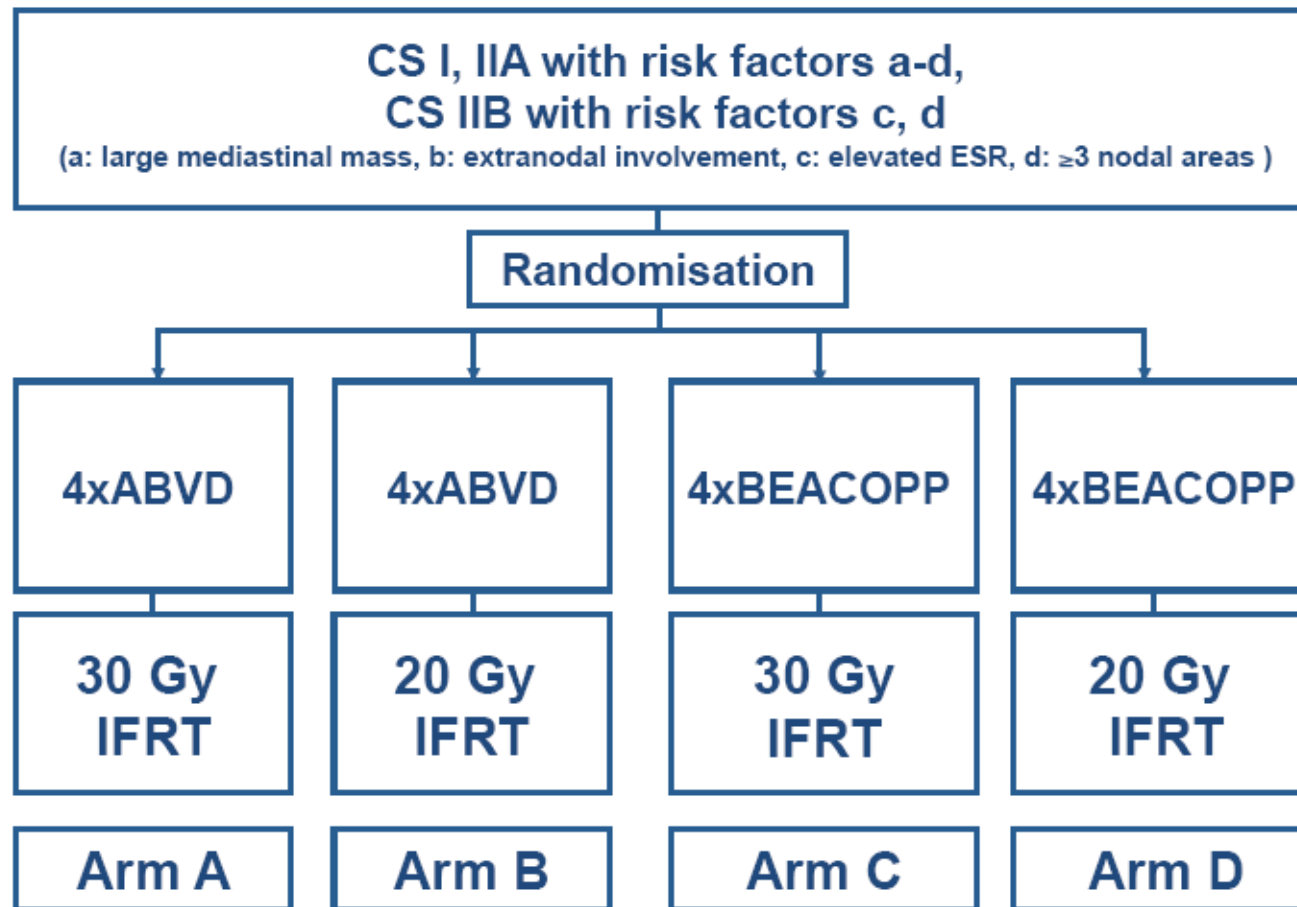 CS I, IIA with risk factors a-d,
CS IIB with risk factors c, d
(a: large mediastinal mass, b: extranodal involvement, c: elevated ESR, d: ≥3 nodal areas )
Randomisation
4xABVD
4xABVD
4xBEACOPP
4xBEACOPP
30 Gy
IFRT
20 Gy
IFRT
30 Gy
IFRT
20 Gy
IFRT
Arm A
Arm B
Arm C
Arm D